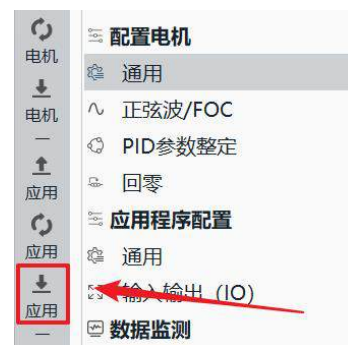 电机
电机
应用
应用
应用
配置电机
通用
正弦波/FOC
PID参数整定
回零
应用程序配置
通用
输入输出（IO）
数据监测